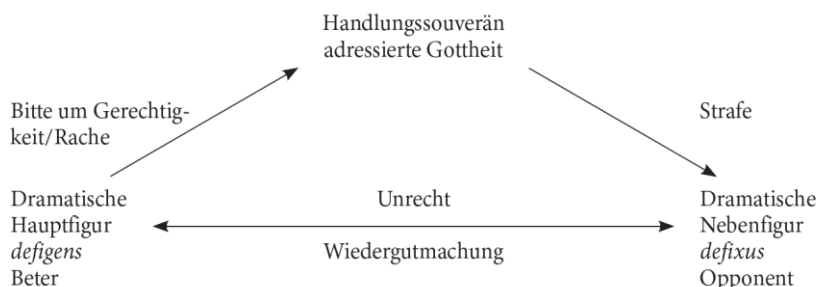 Handlungssouverän
adressierte Gottheit
Bitte um Gerechtig-
keit/Rache
Strafe
Dramatische
Hauptfigur
defigens
Beter
Unrecht
Wiedergutmachung
Dramatische
Nebenfigur
defixus
Opponent